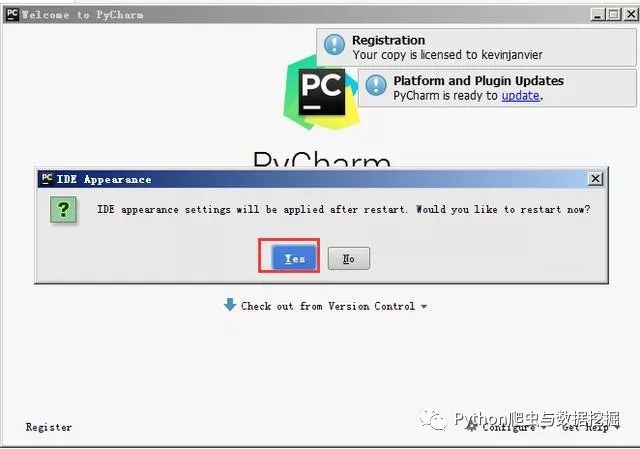 PC Welcome to PyCharm
Registration
Your copy is licensed to kevinjanvier
Platform and Plugin Updates
PyCharm is ready to update.
PC
PyCharm
PC IDE Appearance
IDE appearance settings will be applied after restart. Would you like to restart now?
Yes No
Check out from Version Control
Register
Configure Get Help
Python爬虫与数据挖掘